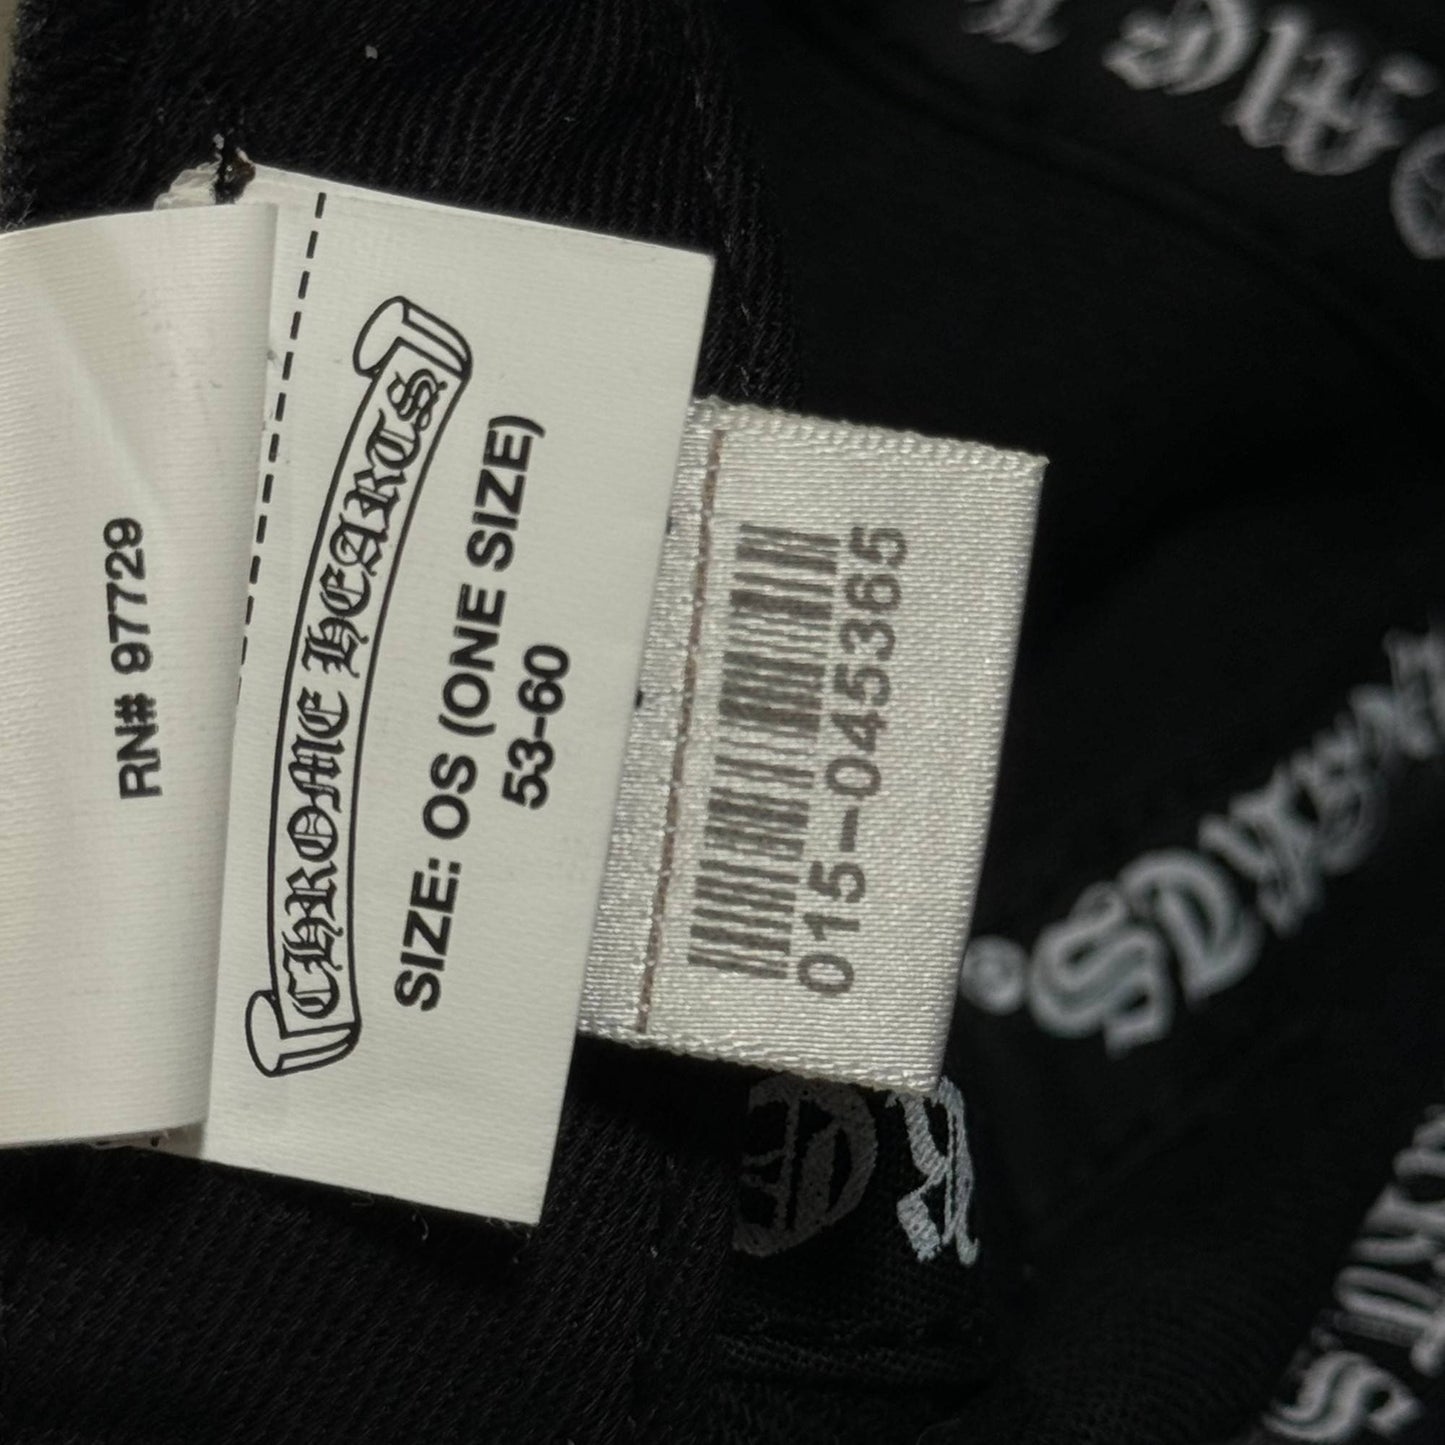 RN# 97729
CHROME HEARTS
SIZE: OS (ONE SIZE)
53-60
015-045365